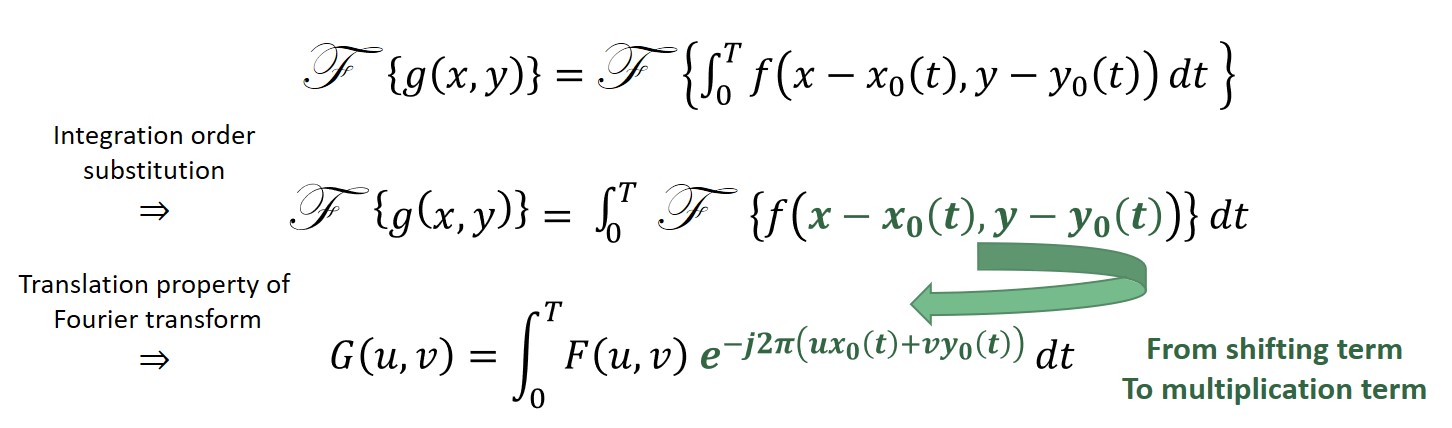 ℱ {g(x, y)} = ℱ {∫₀ᵀ f(x − x₀(t), y − y₀(t)) dt }
Integration order
substitution
⇒
ℱ {g(x, y)} = ∫₀ᵀ ℱ {f(x − x₀(t), y − y₀(t))} dt
Translation property of
Fourier transform
⇒
G(u, v) = ∫₀ᵀ F(u, v) e^{−j2π(ux₀(t)+vy₀(t))} dt
From shifting term
To multiplication term